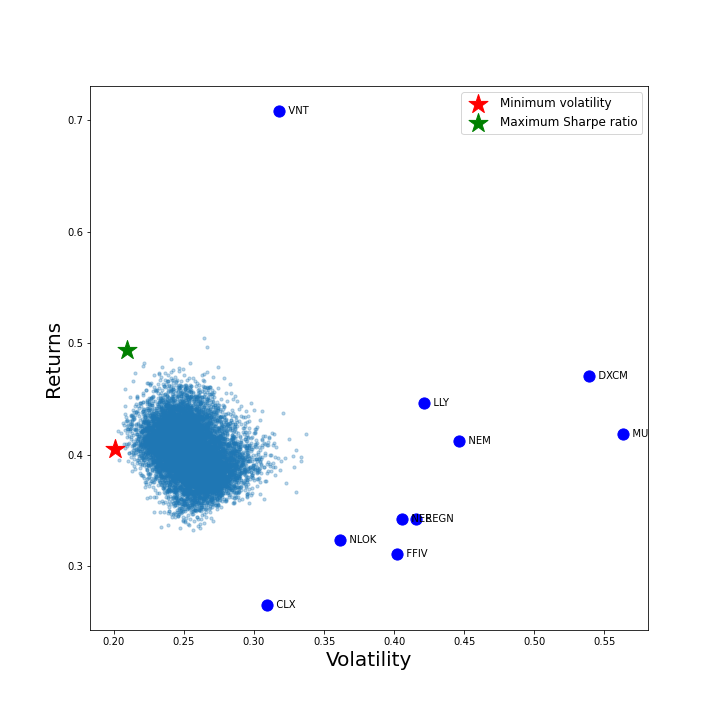 Minimum volatility
Maximum Sharpe ratio
VNT
DXCM
LLY
MU
NEM
REGN
NLOK
FFIV
CLX
Returns
0.7
0.6
0.5
0.4
0.3
0.20 0.25 0.30 0.35 0.40 0.45 0.50 0.55
Volatility